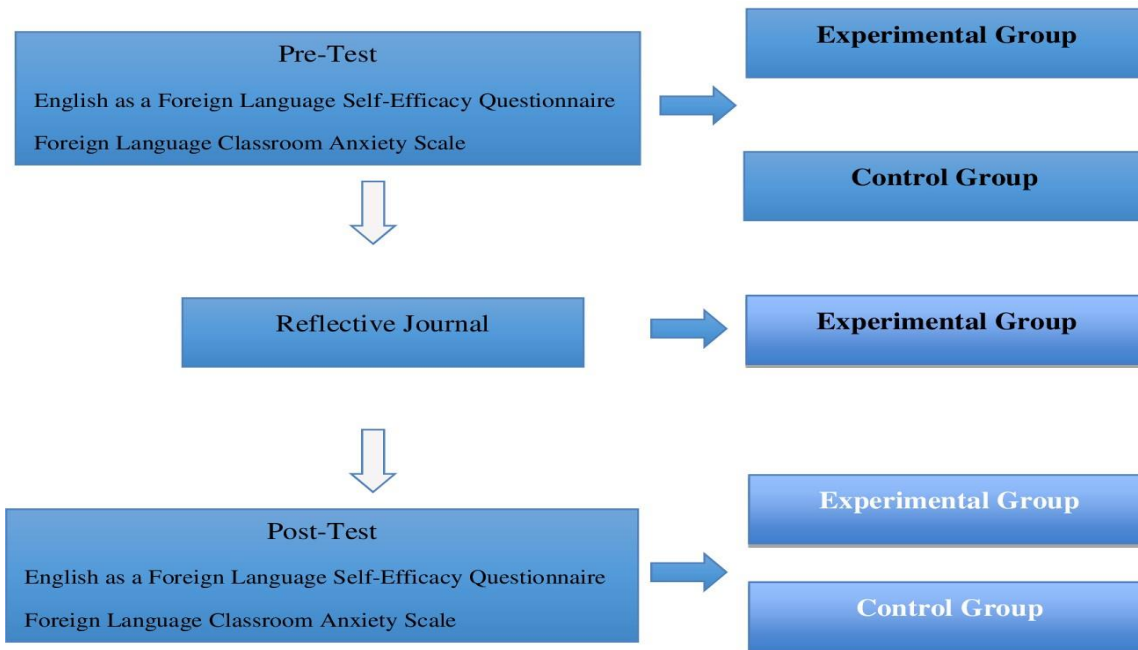 Pre-Test
English as a Foreign Language Self-Efficacy Questionnaire
Foreign Language Classroom Anxiety Scale
Experimental Group
Control Group
Reflective Journal
Experimental Group
Post-Test
English as a Foreign Language Self-Efficacy Questionnaire
Foreign Language Classroom Anxiety Scale
Experimental Group
Control Group